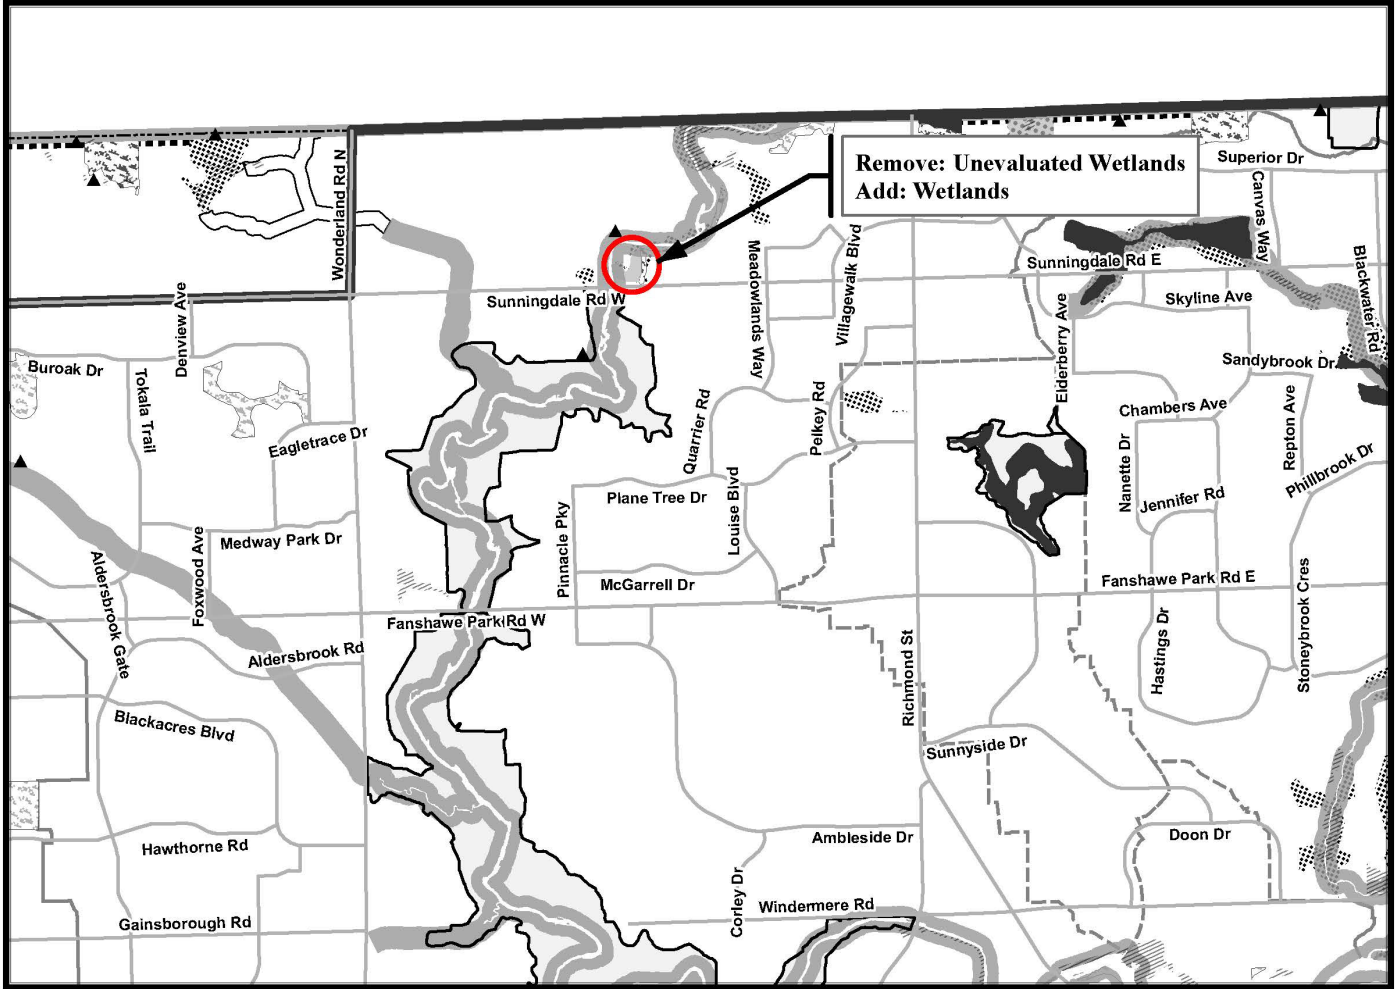 Remove: Unevaluated Wetlands
Add: Wetlands
Superior Dr
Canvas Way
Wonderland Rd N
Meadowlands Way
Villagewalk Blvd
Sunningdale Rd E
Blackwater Rd
Sunningdale Rd W
Skyline Ave
Denview Ave
Elderberry Ave
Buroak Dr
Tokala Trail
Sandybrook Dr
Quarrier Rd
Pelkey Rd
Chambers Ave
Repton Ave
Eagletrace Dr
Nanette Dr
Phillbrook Dr
Plane Tree Dr
Louise Blvd
Jennifer Rd
Pinnacle Pky
Medway Park Dr
Foxwood Ave
Aldersbrook Gate
McGarrell Dr
Fanshawe Park Rd E
Fanshawe Park Rd W
Stoneybrook Cres
Hastings Dr
Aldersbrook Rd
Richmond St
Blackacres Blvd
Sunnyside Dr
Hawthorne Rd
Ambleside Dr
Doon Dr
Corley Dr
Windermere Rd
Gainsborough Rd